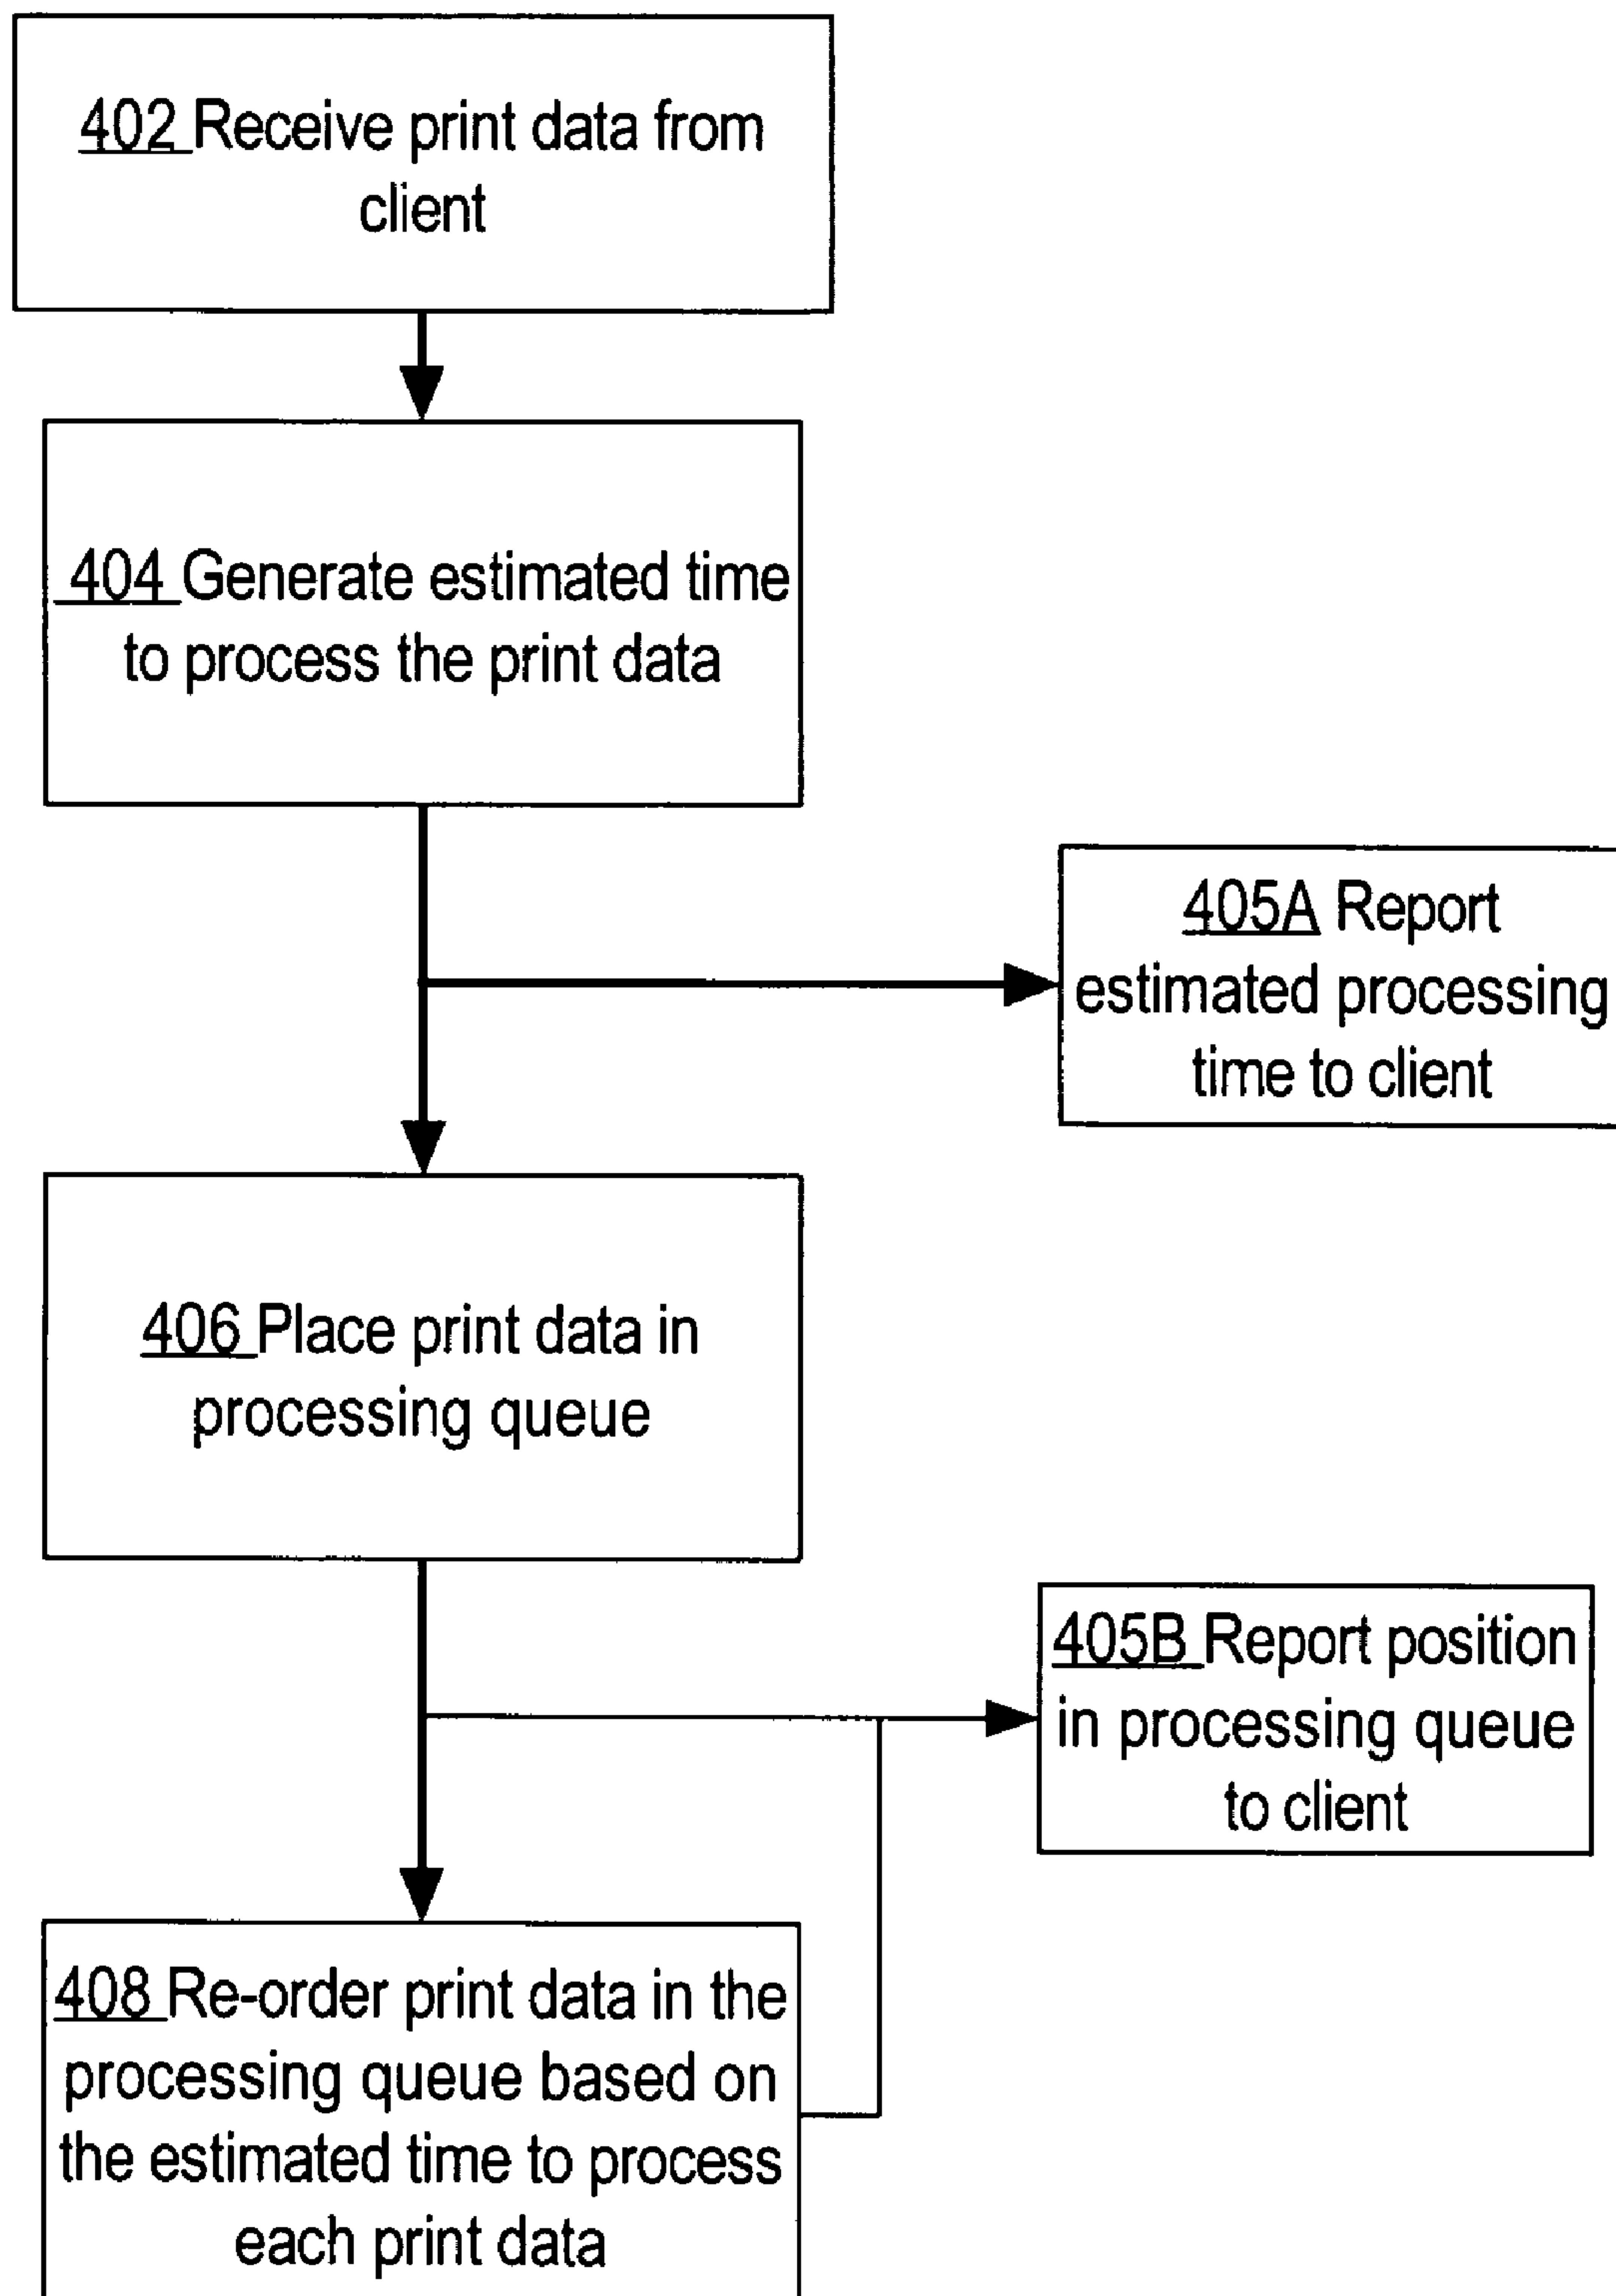 402 Receive print data from
client
404 Generate estimated time
to process the print data
405A Report
estimated processing
time to client
406 Place print data in
processing queue
405B Report position
in processing queue
to client
408 Re-order print data in the
processing queue based on
the estimated time to process
each print data